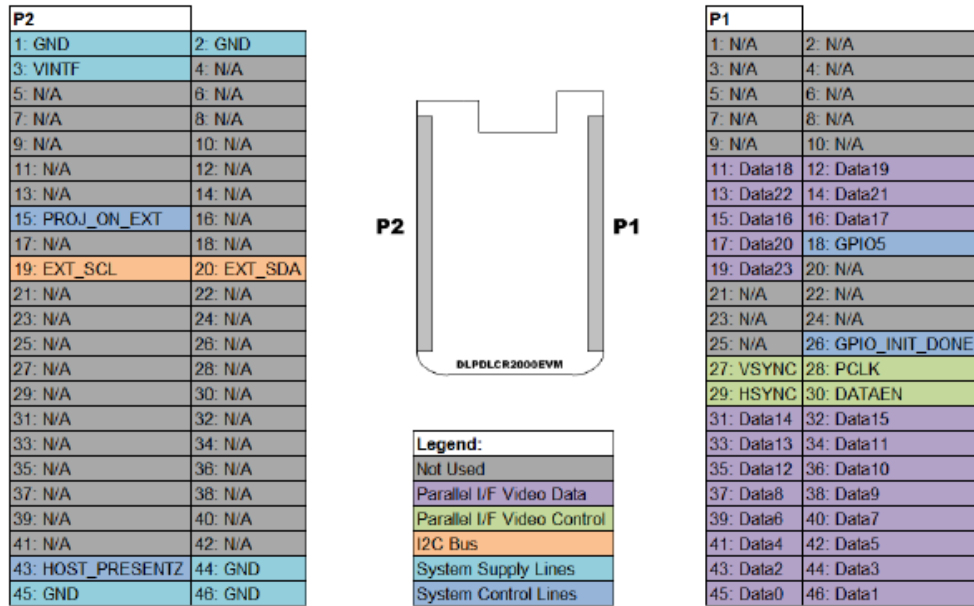 P2
1: GND 2: GND
3: VINTF 4: N/A
5: N/A 6: N/A
7: N/A 8: N/A
9: N/A 10: N/A
11: N/A 12: N/A
13: N/A 14: N/A
15: PROJ_ON_EXT 16: N/A
17: N/A 18: N/A
19: EXT_SCL 20: EXT_SDA
21: N/A 22: N/A
23: N/A 24: N/A
25: N/A 26: N/A
27: N/A 28: N/A
29: N/A 30: N/A
31: N/A 32: N/A
33: N/A 34: N/A
35: N/A 36: N/A
37: N/A 38: N/A
39: N/A 40: N/A
41: N/A 42: N/A
43: HOST_PRESENTZ 44: GND
45: GND 46: GND
P2 P1
DLPDLCR2000EVM
Legend:
Not Used
Parallel I/F Video Data
Parallel I/F Video Control
I2C Bus
System Supply Lines
System Control Lines
P1
1: N/A 2: N/A
3: N/A 4: N/A
5: N/A 6: N/A
7: N/A 8: N/A
9: N/A 10: N/A
11: Data18 12: Data19
13: Data22 14: Data21
15: Data16 16: Data17
17: Data20 18: GPIO5
19: Data23 20: N/A
21: N/A 22: N/A
23: N/A 24: N/A
25: N/A 26: GPIO_INIT_DONE
27: VSYNC 28: PCLK
29: HSYNC 30: DATAEN
31: Data14 32: Data15
33: Data13 34: Data11
35: Data12 36: Data10
37: Data8 38: Data9
39: Data6 40: Data7
41: Data4 42: Data5
43: Data2 44: Data3
45: Data0 46: Data1